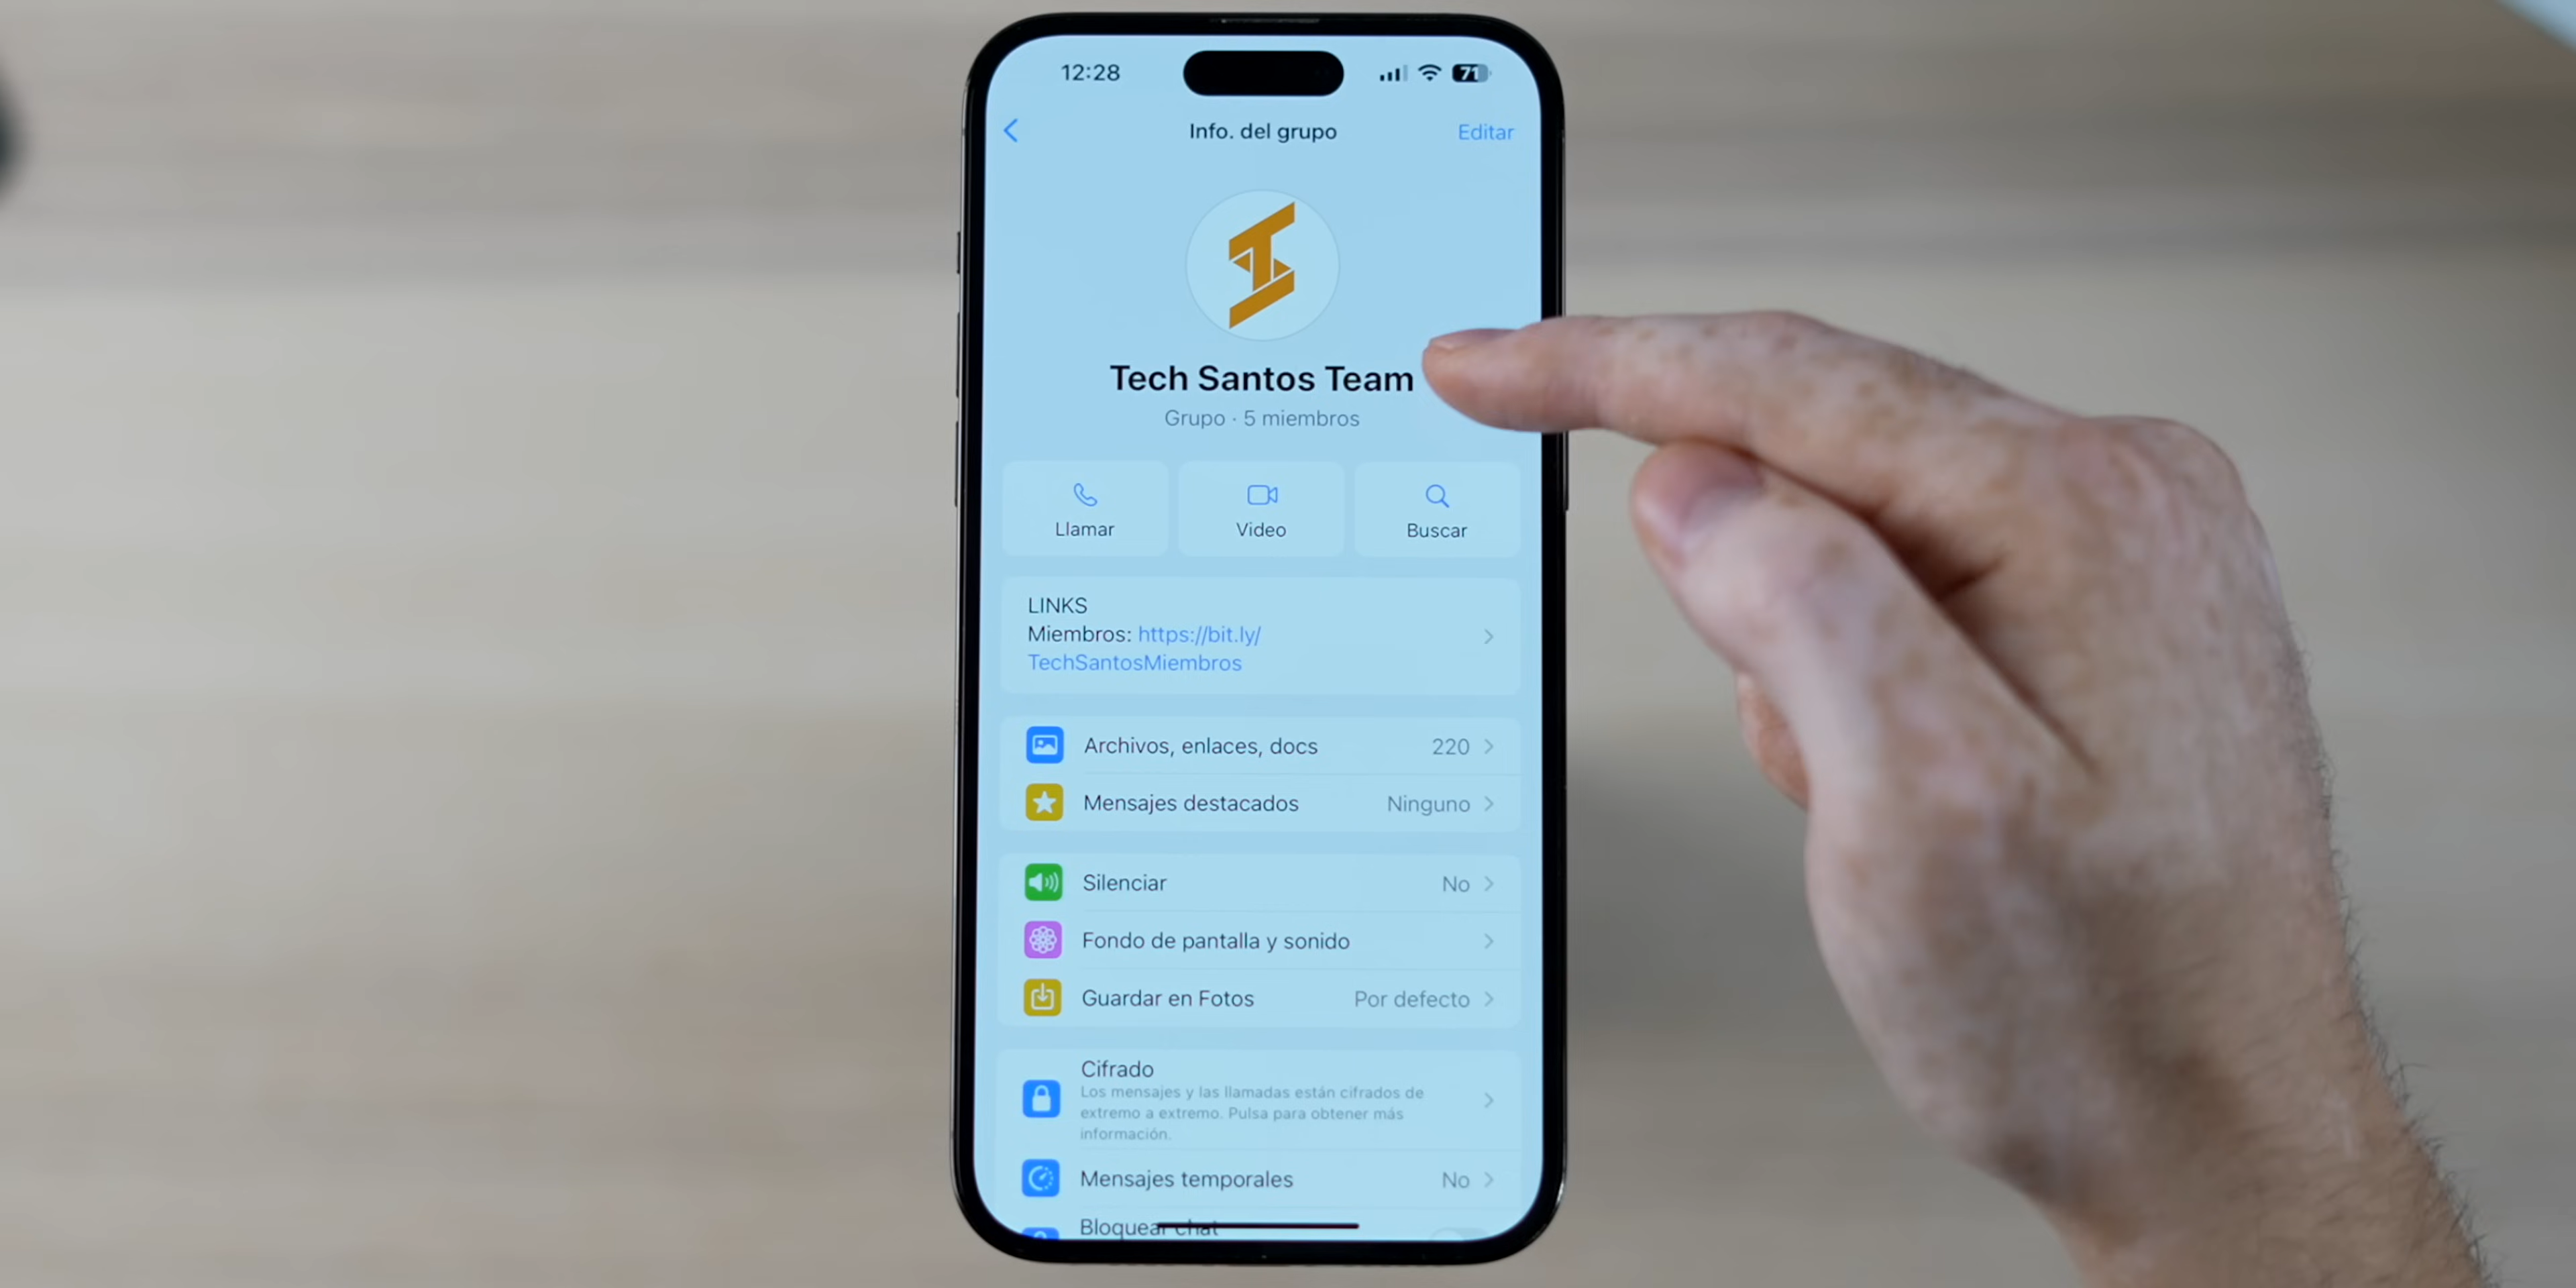 12:28
71
Info. del grupo
Editar
Tech Santos Team
Grupo · 5 miembros
Llamar
Video
Buscar
LINKS
Miembros: https://bit.ly/
TechSantosMiembros
Archivos, enlaces, docs
220
Mensajes destacados
Ninguno
Silenciar
No
Fondo de pantalla y sonido
Guardar en Fotos
Por defecto
Cifrado
Los mensajes y las llamadas están cifrados de
extremo a extremo. Pulsa para obtener más
información.
Mensajes temporales
No
Bloquear chat